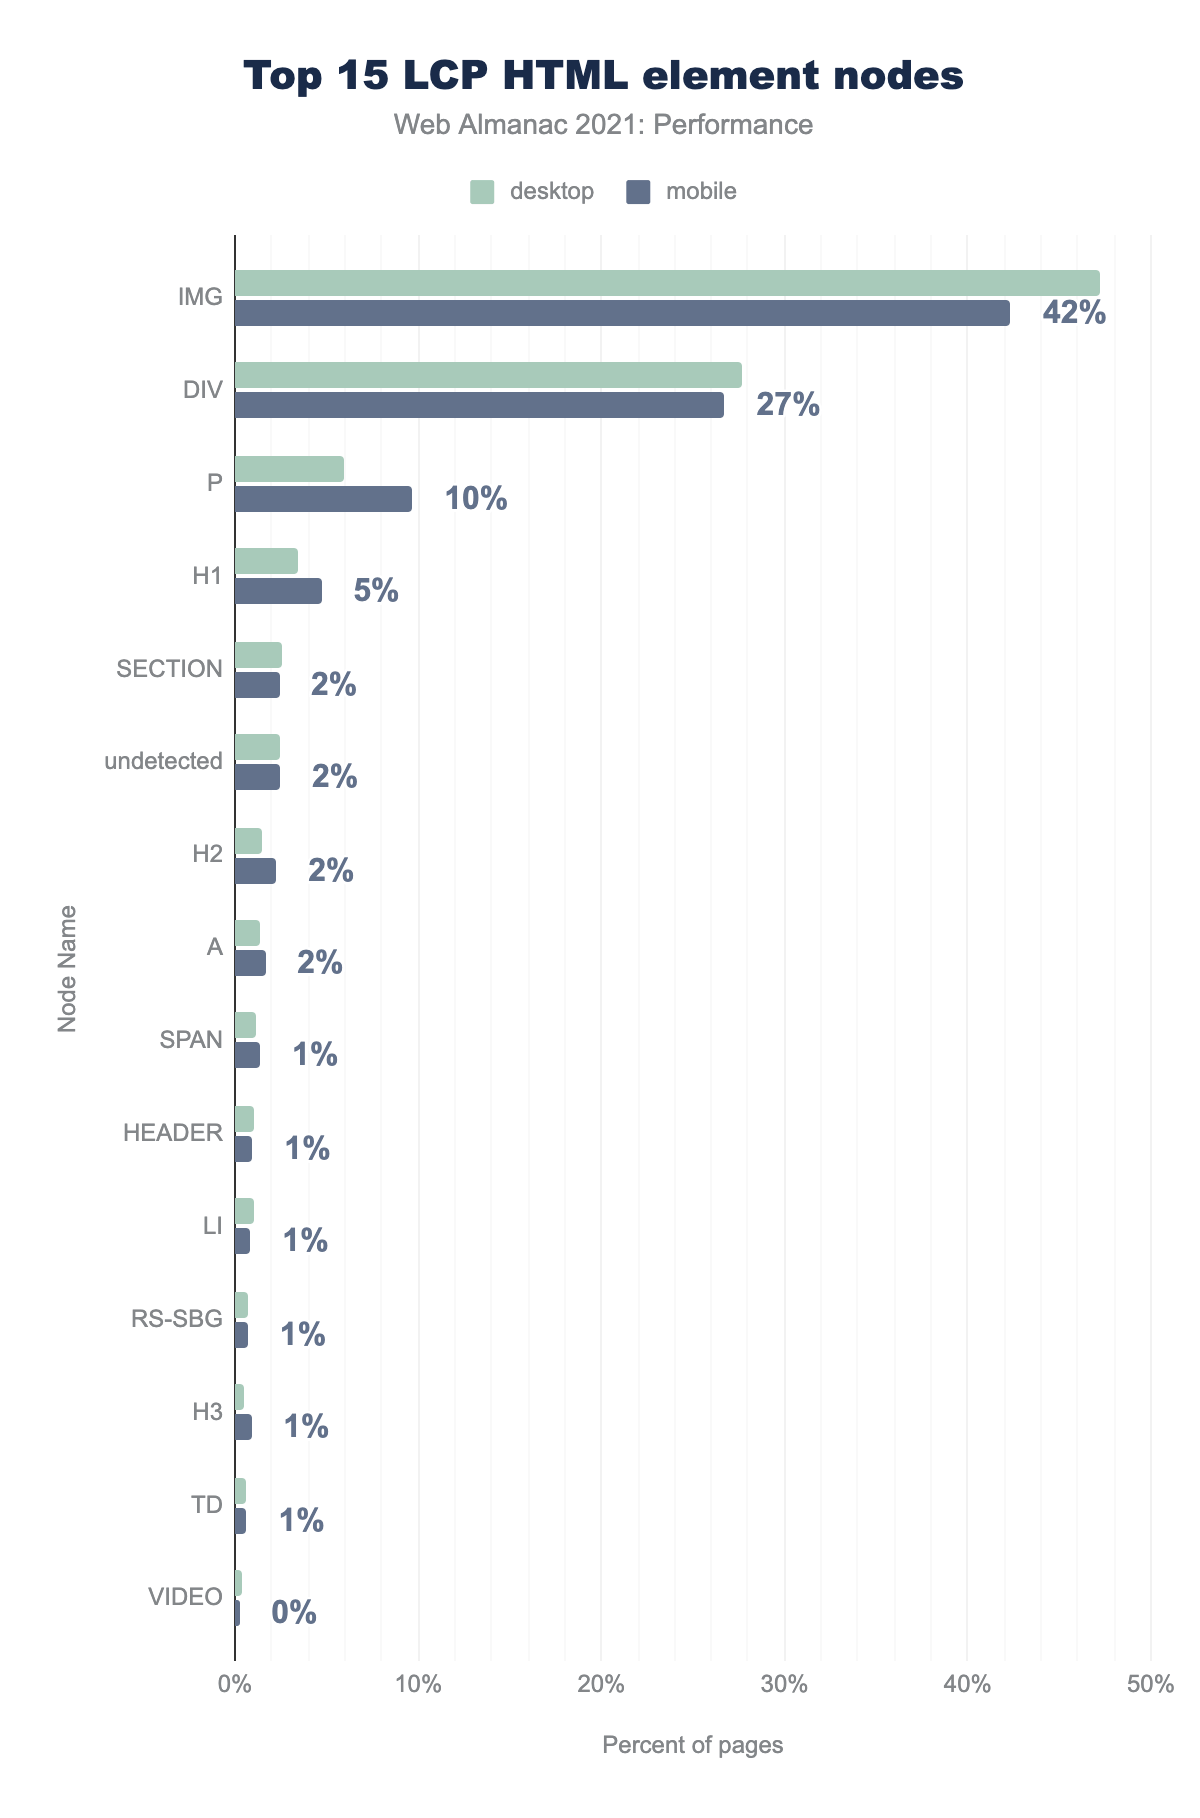 Top 15 LCP HTML element nodes
Web Almanac 2021: Performance
desktop mobile
IMG 42%
DIV 27%
P 10%
H1 5%
SECTION 2%
undetected 2%
H2 2%
A 2%
SPAN 1%
HEADER 1%
LI 1%
RS-SBG 1%
H3 1%
TD 1%
VIDEO 0%
Node Name
0% 10% 20% 30% 40% 50%
Percent of pages